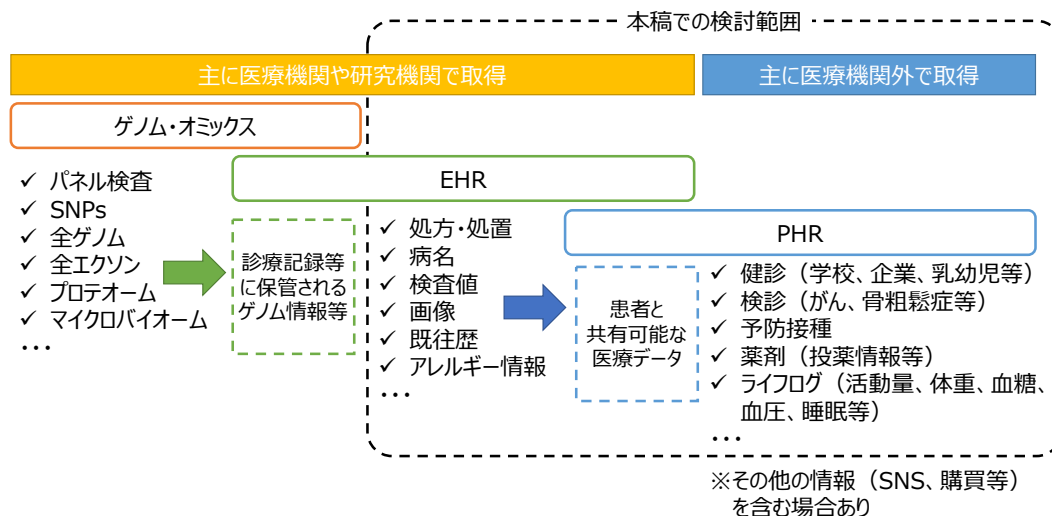 本稿での検討範囲
主に医療機関や研究機関で取得
主に医療機関外で取得
ゲノム・オミックス
✓ パネル検査
✓ SNPs
✓ 全ゲノム
✓ 全エクソン
✓ プロテオーム
✓ マイクロバイオーム
・・・
EHR
診療記録等
に保管される
ゲノム情報等
✓ 処方・処置
✓ 病名
✓ 検査値
✓ 画像
✓ 既往歴
✓ アレルギー情報
・・・
PHR
患者と
共有可能な
医療データ
✓ 健診（学校、企業、乳幼児等）
✓ 検診（がん、骨粗鬆症等）
✓ 予防接種
✓ 薬剤（投薬情報等）
✓ ライフログ（活動量、体重、血糖、
血圧、睡眠等）
・・・
※その他の情報（SNS、購買等）
を含む場合あり